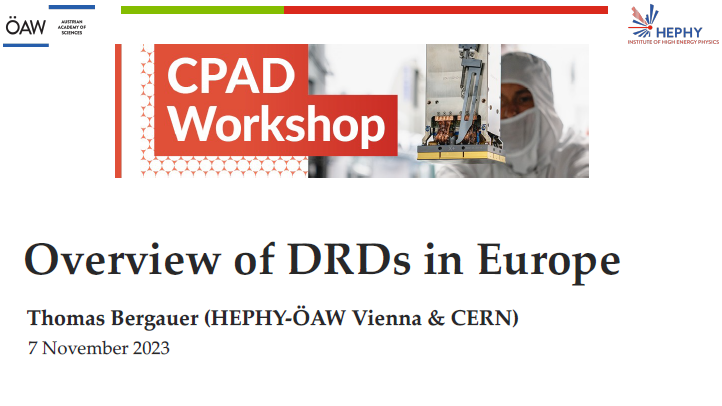 ÖAW
AUSTRIAN
ACADEMY OF
SCIENCES
HEPHY
INSTITUTE OF HIGH ENERGY PHYSICS
CPAD
Workshop
Overview of DRDs in Europe
Thomas Bergauer (HEPHY-ÖAW Vienna & CERN)
7 November 2023